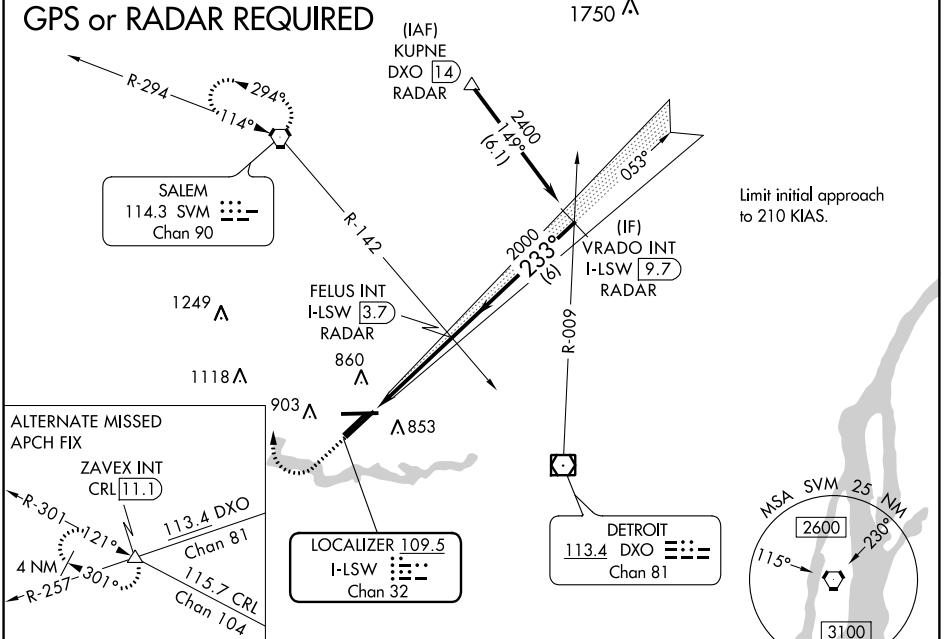 GPS or RADAR REQUIRED
1750
(IAF)
KUPNE
DXO 14
RADAR
R-294
294°
114°
2400
149°
(6.1)
053°
SALEM
114.3 SVM
Chan 90
Limit initial approach
to 210 KIAS.
R-142
2000
233°
(6)
(IF)
VRADO INT
I-LSW 9.7
RADAR
FELUS INT
I-LSW 3.7
RADAR
R-009
1249
860
1118
903
853
ALTERNATE MISSED
APCH FIX
ZAVEX INT
CRL 11.1
R-301
121°
113.4 DXO
Chan 81
4 NM
301°
R-257
115.7 CRL
Chan 104
LOCALIZER 109.5
I-LSW
Chan 32
DETROIT
113.4 DXO
Chan 81
MSA SVM 25 NM
2600
230°
115°
3100